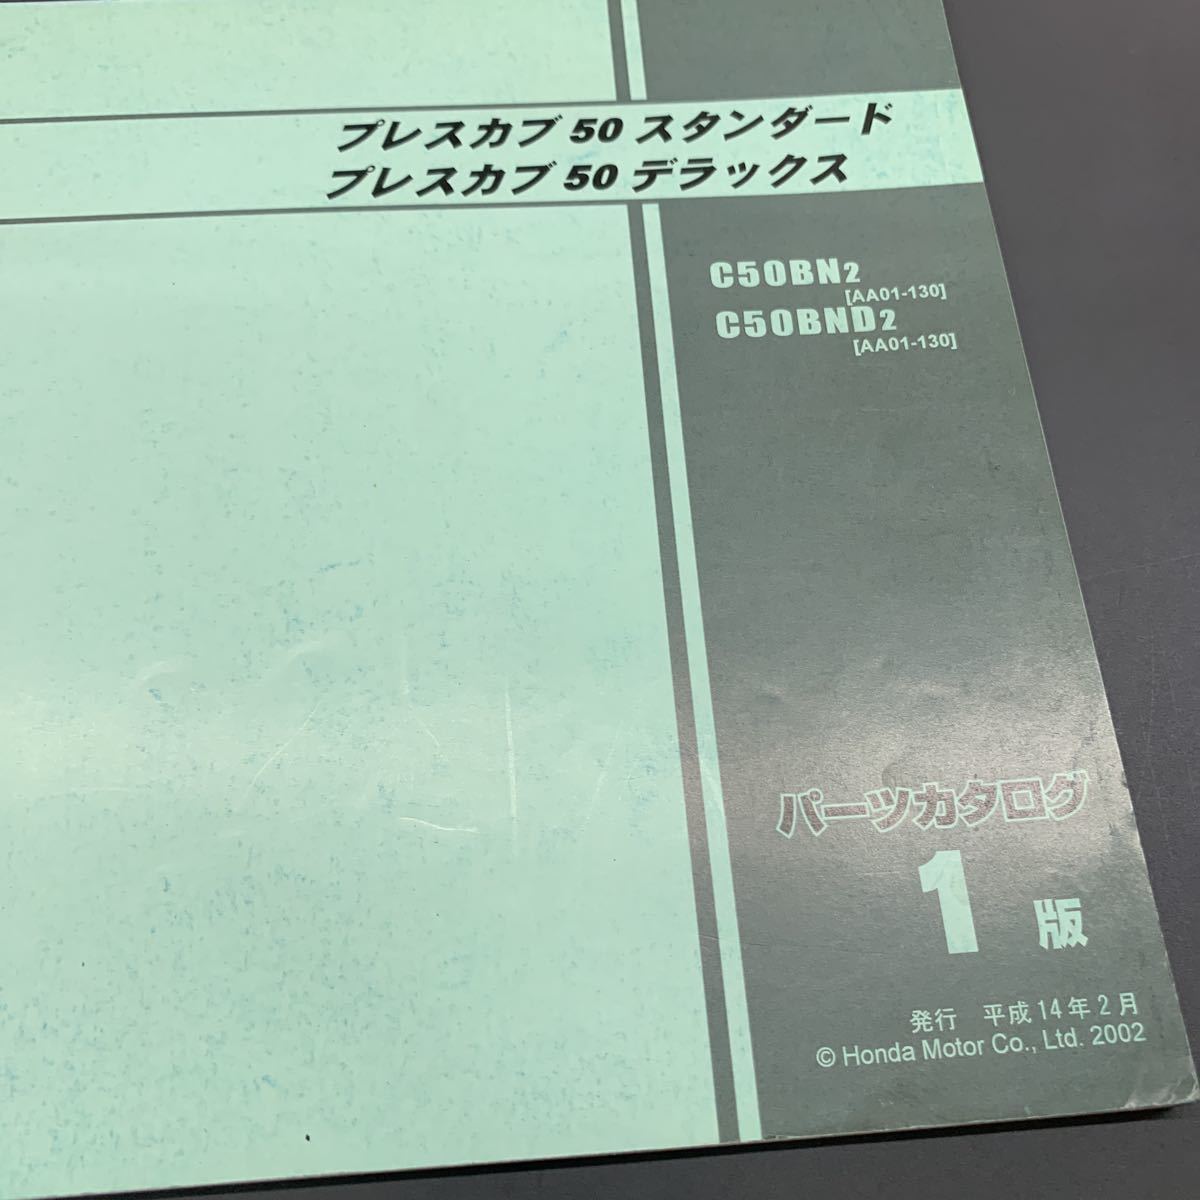 プレスカブ 50 スタンダード
プレスカブ 50 デラックス
C50BN2
[AA01-130]
C50BND2
[AA01-130]
パーツカタログ
1 版
発行 平成14年2月
© Honda Motor Co., Ltd. 2002